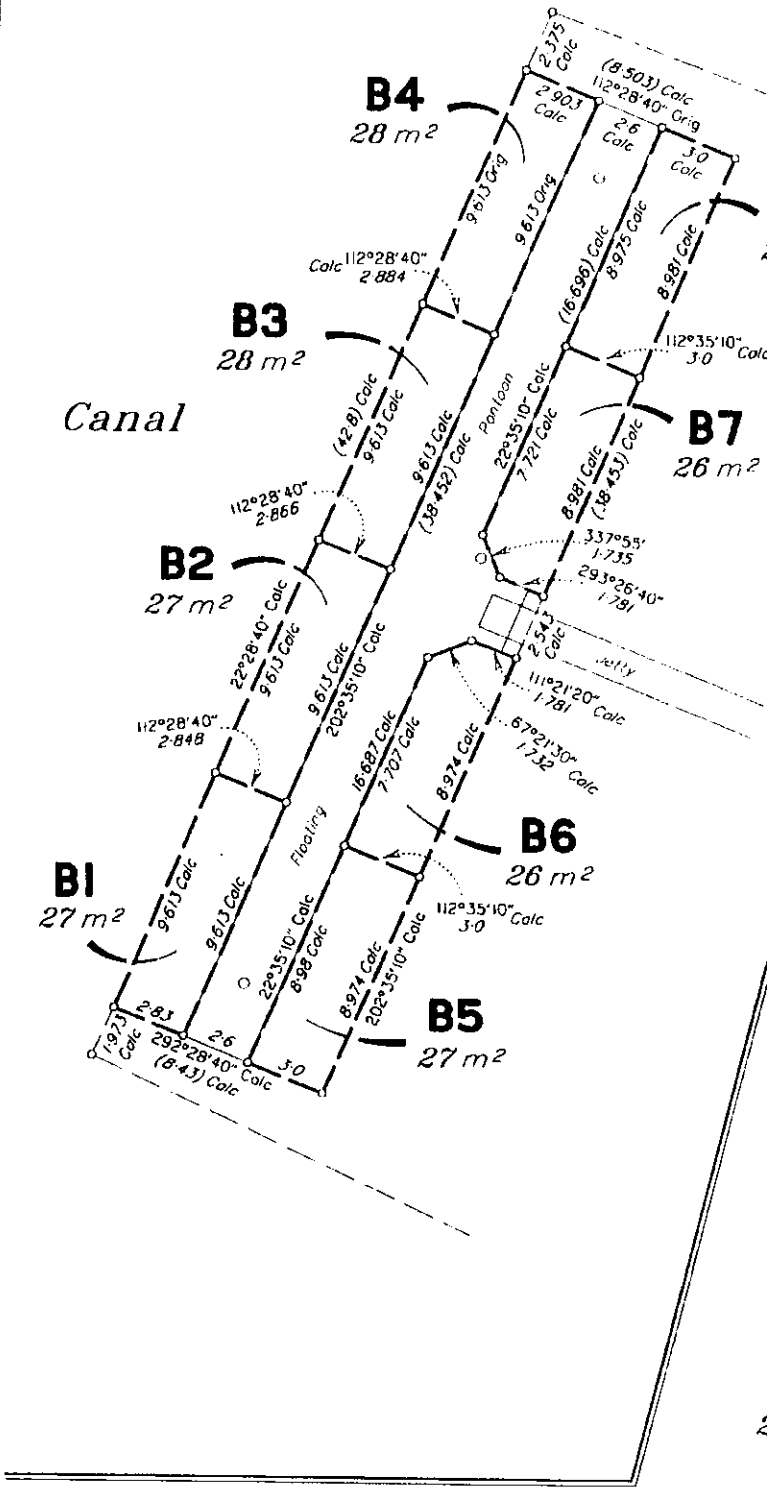 2·375
Calc
(8·503) Calc
112°28'40" Orig
2·903
Calc
2·6
Calc
3·0
Calc
B4
28 m²
9·613 Orig
9·613 Orig
(16·696) Calc
8·975 Calc
8·981 Calc
Calc 112°28'40"
2·884
B3
28 m²
112°35'10" Calc
3·0
Canal
(42·8) Calc
9·613 Calc
9·613 Calc
(38·452) Calc
Pontoon
22°35'10" Calc
7·721 Calc
B7
26 m²
8·981 Calc
(38·453) Calc
112°28'40"
2·866
337°55'
1·735
293°26'40"
1·781
B2
27 m²
22°28'40" Calc
9·613 Calc
9·613 Calc
202°35'10" Calc
2·543
Calc
Jetty
111°21'20"
1·781 Calc
67°21'30"
1·732 Calc
112°28'40"
2·848
16·687 Calc
7·707 Calc
8·974 Calc
B6
26 m²
Floating
B1
27 m²
9·613 Calc
9·613 Calc
112°35'10" Calc
3·0
22°35'10" Calc
8·98 Calc
8·974 Calc
202°35'10" Calc
B5
27 m²
1·973
Calc
2·83
2·6
3·0
292°28'40" Calc
(8·43) Calc